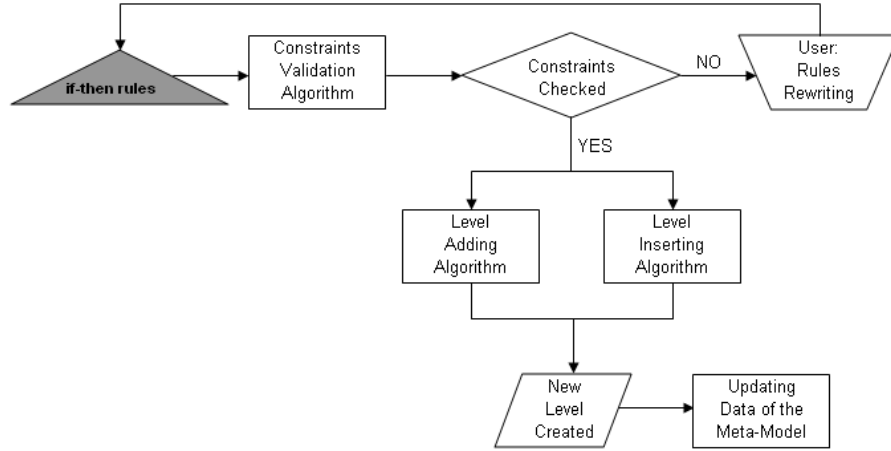 if-then rules
Constraints
Validation
Algorithm
Constraints
Checked
NO
User:
Rules
Rewriting
YES
Level
Adding
Algorithm
Level
Inserting
Algorithm
New
Level
Created
Updating
Data of the
Meta-Model